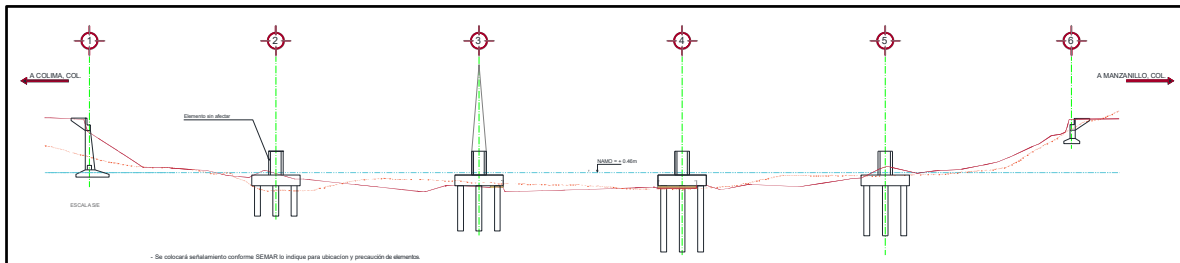 1 2 3 4 5 6
A COLIMA, COL.
A MANZANILLO, COL.
Elemento sin afectar
NAMO = + 0.46m
ESCALA S/E
- Se colocará señalamiento conforme SEMAR lo indique para ubicacion y precaución de elementos.